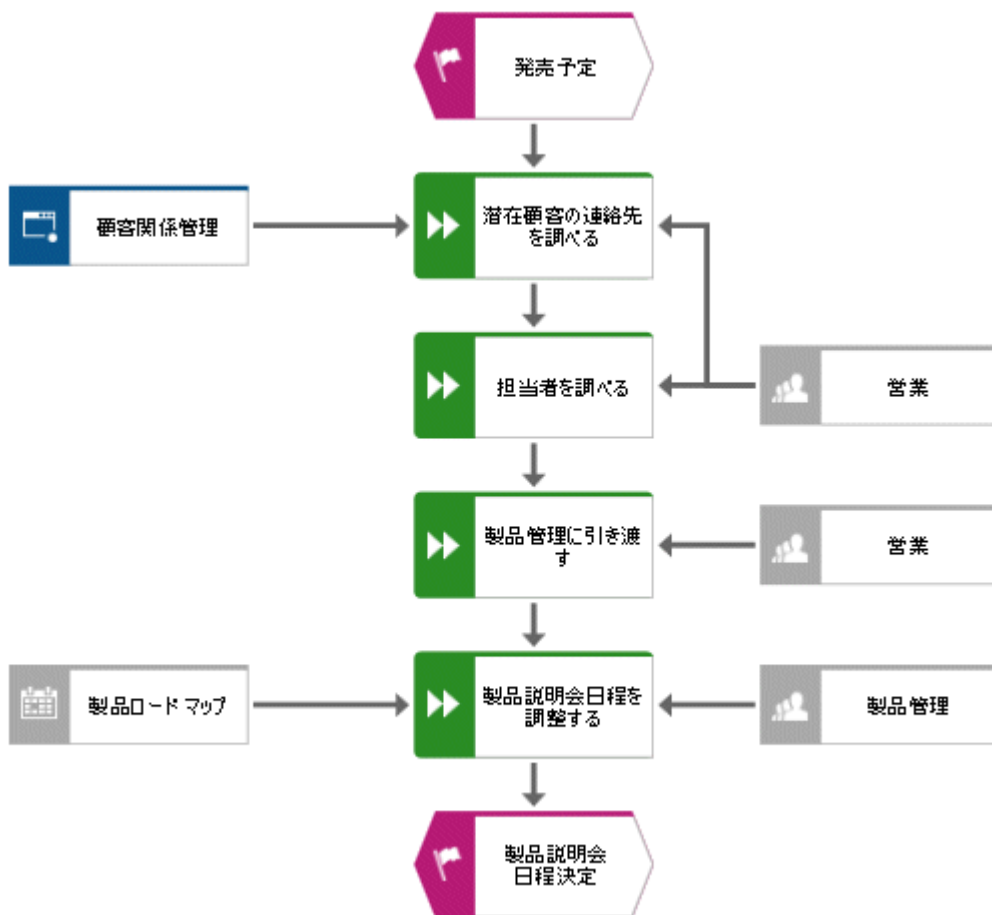 発売予定
顧客関係管理
潜在顧客の連絡先
を調べる
担当者を調べる
営業
製品管理に引き渡
す
営業
製品ロードマップ
製品説明会日程を
調整する
製品管理
製品説明会
日程決定